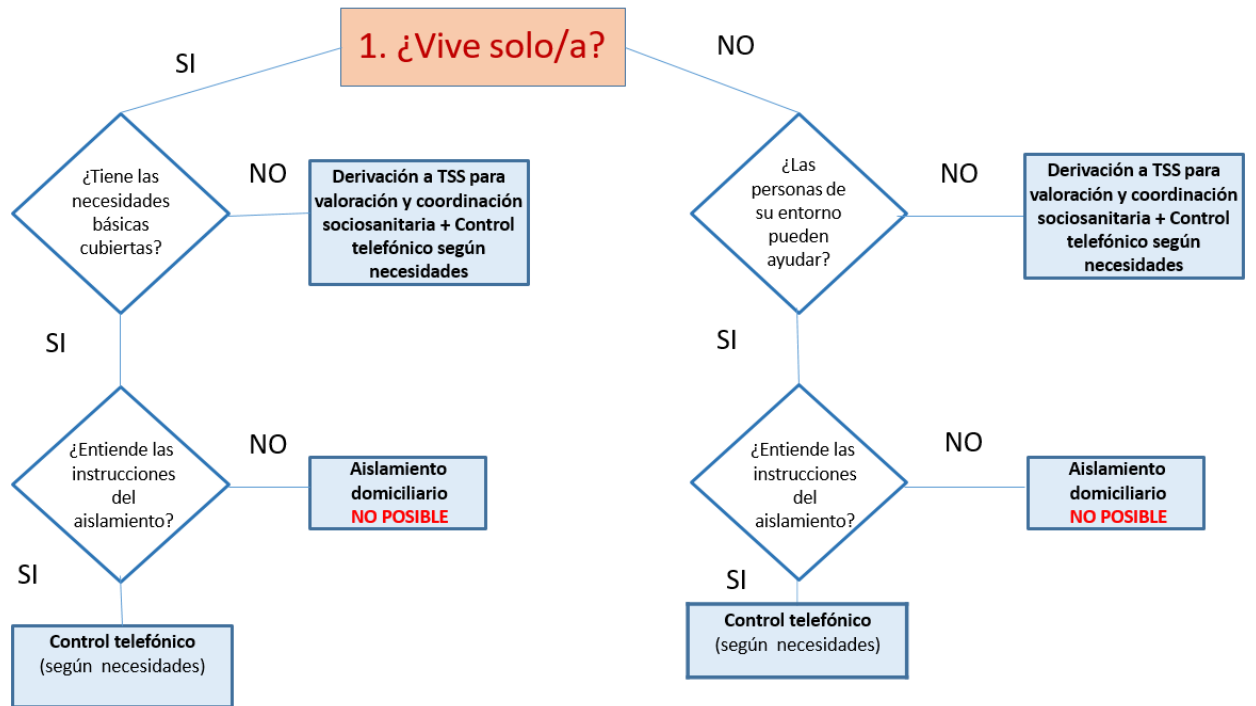 1. ¿Vive solo/a?
SI
NO
¿Tiene las
necesidades
básicas
cubiertas?
NO
Derivación a TSS para
valoración y coordinación
sociosanitaria + Control
telefónico según
necesidades
¿Las
personas de
su entorno
pueden
ayudar?
NO
Derivación a TSS para
valoración y coordinación
sociosanitaria + Control
telefónico según
necesidades
SI
SI
¿Entiende las
instrucciones
del
aislamiento?
NO
Aislamiento
domiciliario
NO POSIBLE
¿Entiende las
instrucciones
del
aislamiento?
NO
Aislamiento
domiciliario
NO POSIBLE
SI
SI
Control telefónico
(según necesidades)
Control telefónico
(según necesidades)